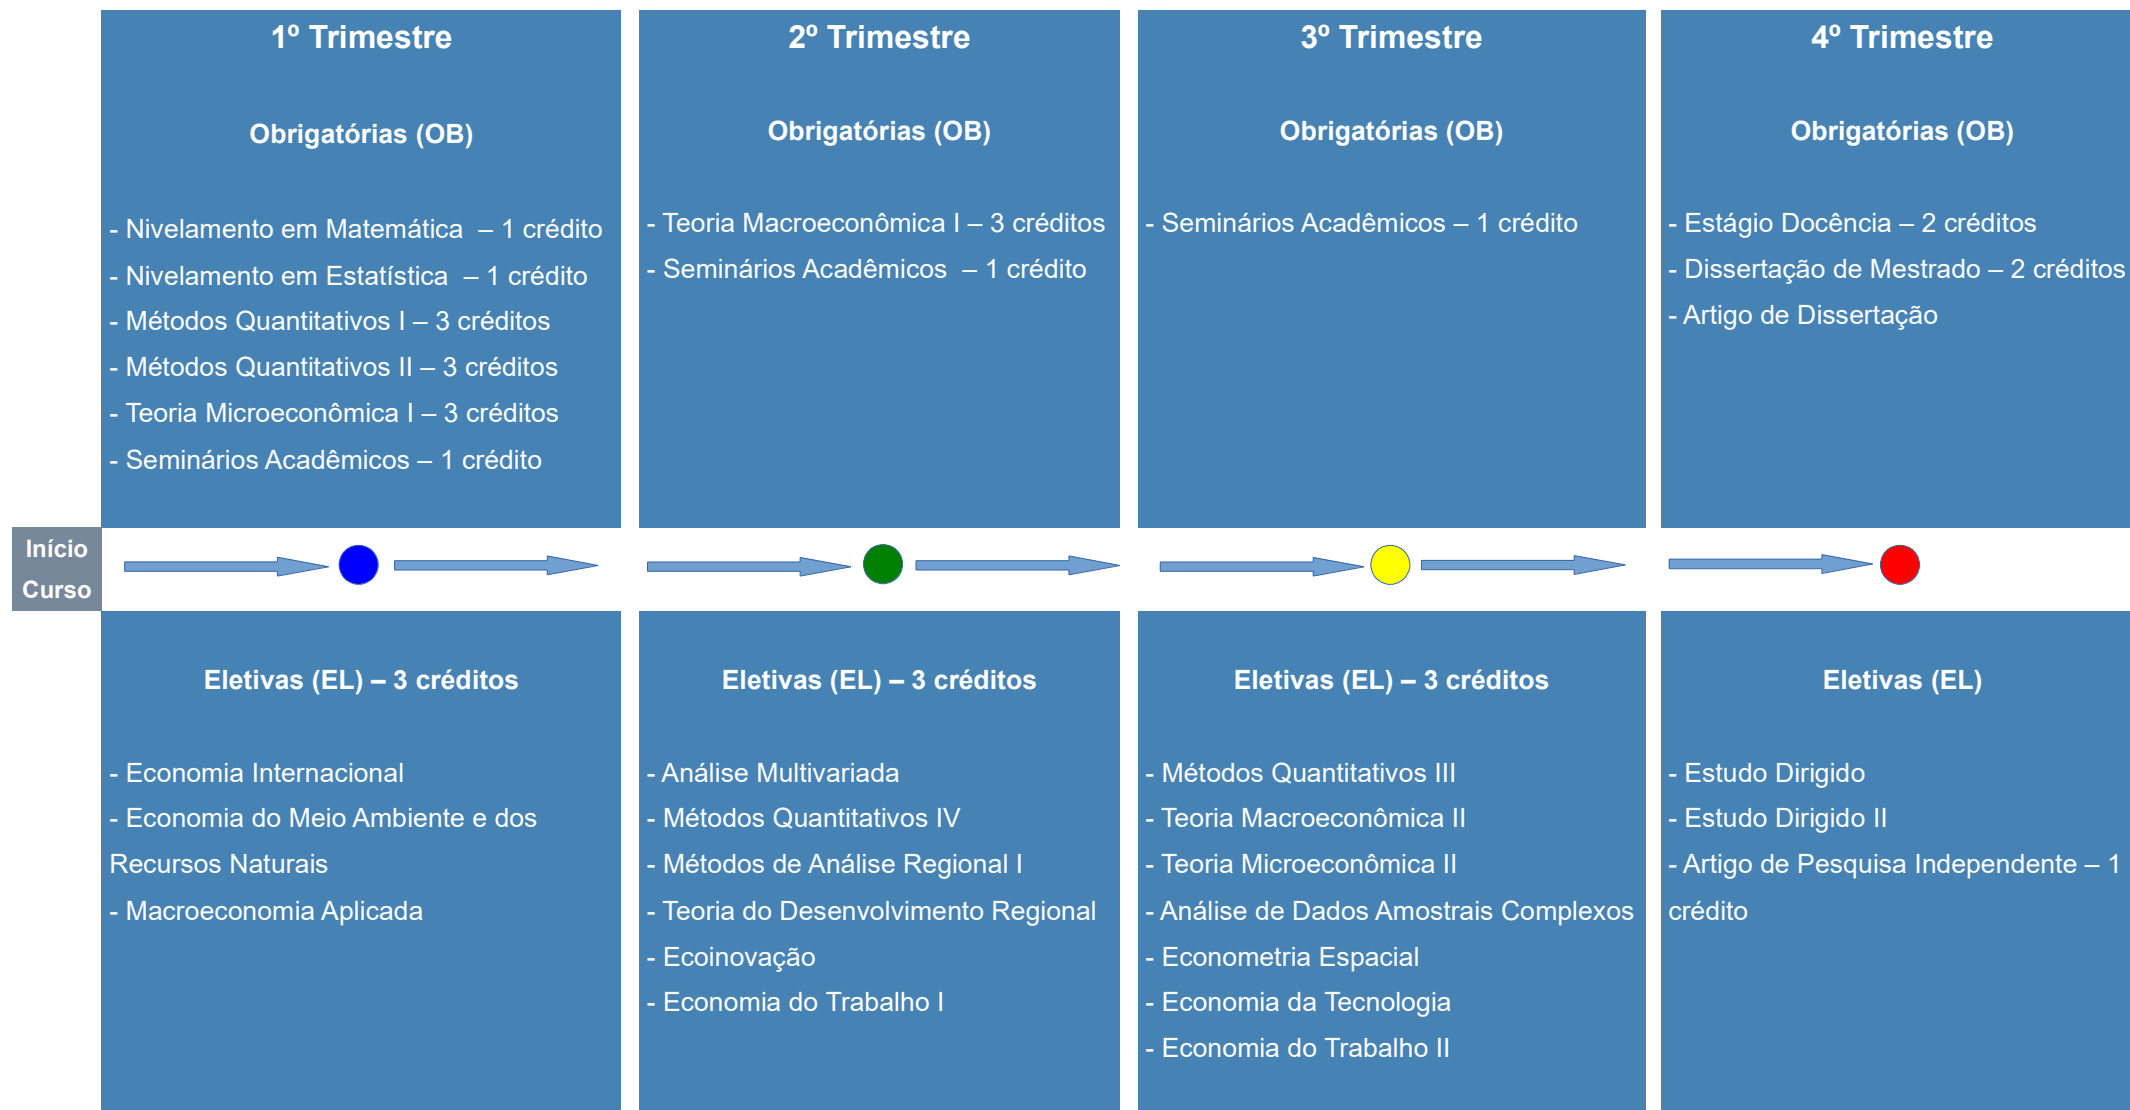 1º Trimestre
Obrigatórias (OB)
- Nivelamento em Matemática – 1 crédito
- Nivelamento em Estatística – 1 crédito
- Métodos Quantitativos I – 3 créditos
- Métodos Quantitativos II – 3 créditos
- Teoria Microeconômica I – 3 créditos
- Seminários Acadêmicos – 1 crédito
2º Trimestre
Obrigatórias (OB)
- Teoria Macroeconômica I – 3 créditos
- Seminários Acadêmicos – 1 crédito
3º Trimestre
Obrigatórias (OB)
- Seminários Acadêmicos – 1 crédito
4º Trimestre
Obrigatórias (OB)
- Estágio Docência – 2 créditos
- Dissertação de Mestrado – 2 créditos
- Artigo de Dissertação
Início
Curso
Eletivas (EL) – 3 créditos
- Economia Internacional
- Economia do Meio Ambiente e dos
Recursos Naturais
- Macroeconomia Aplicada
Eletivas (EL) – 3 créditos
- Análise Multivariada
- Métodos Quantitativos IV
- Métodos de Análise Regional I
- Teoria do Desenvolvimento Regional
- Ecoinovação
- Economia do Trabalho I
Eletivas (EL) – 3 créditos
- Métodos Quantitativos III
- Teoria Macroeconômica II
- Teoria Microeconômica II
- Análise de Dados Amostrais Complexos
- Econometria Espacial
- Economia da Tecnologia
- Economia do Trabalho II
Eletivas (EL)
- Estudo Dirigido
- Estudo Dirigido II
- Artigo de Pesquisa Independente – 1
crédito